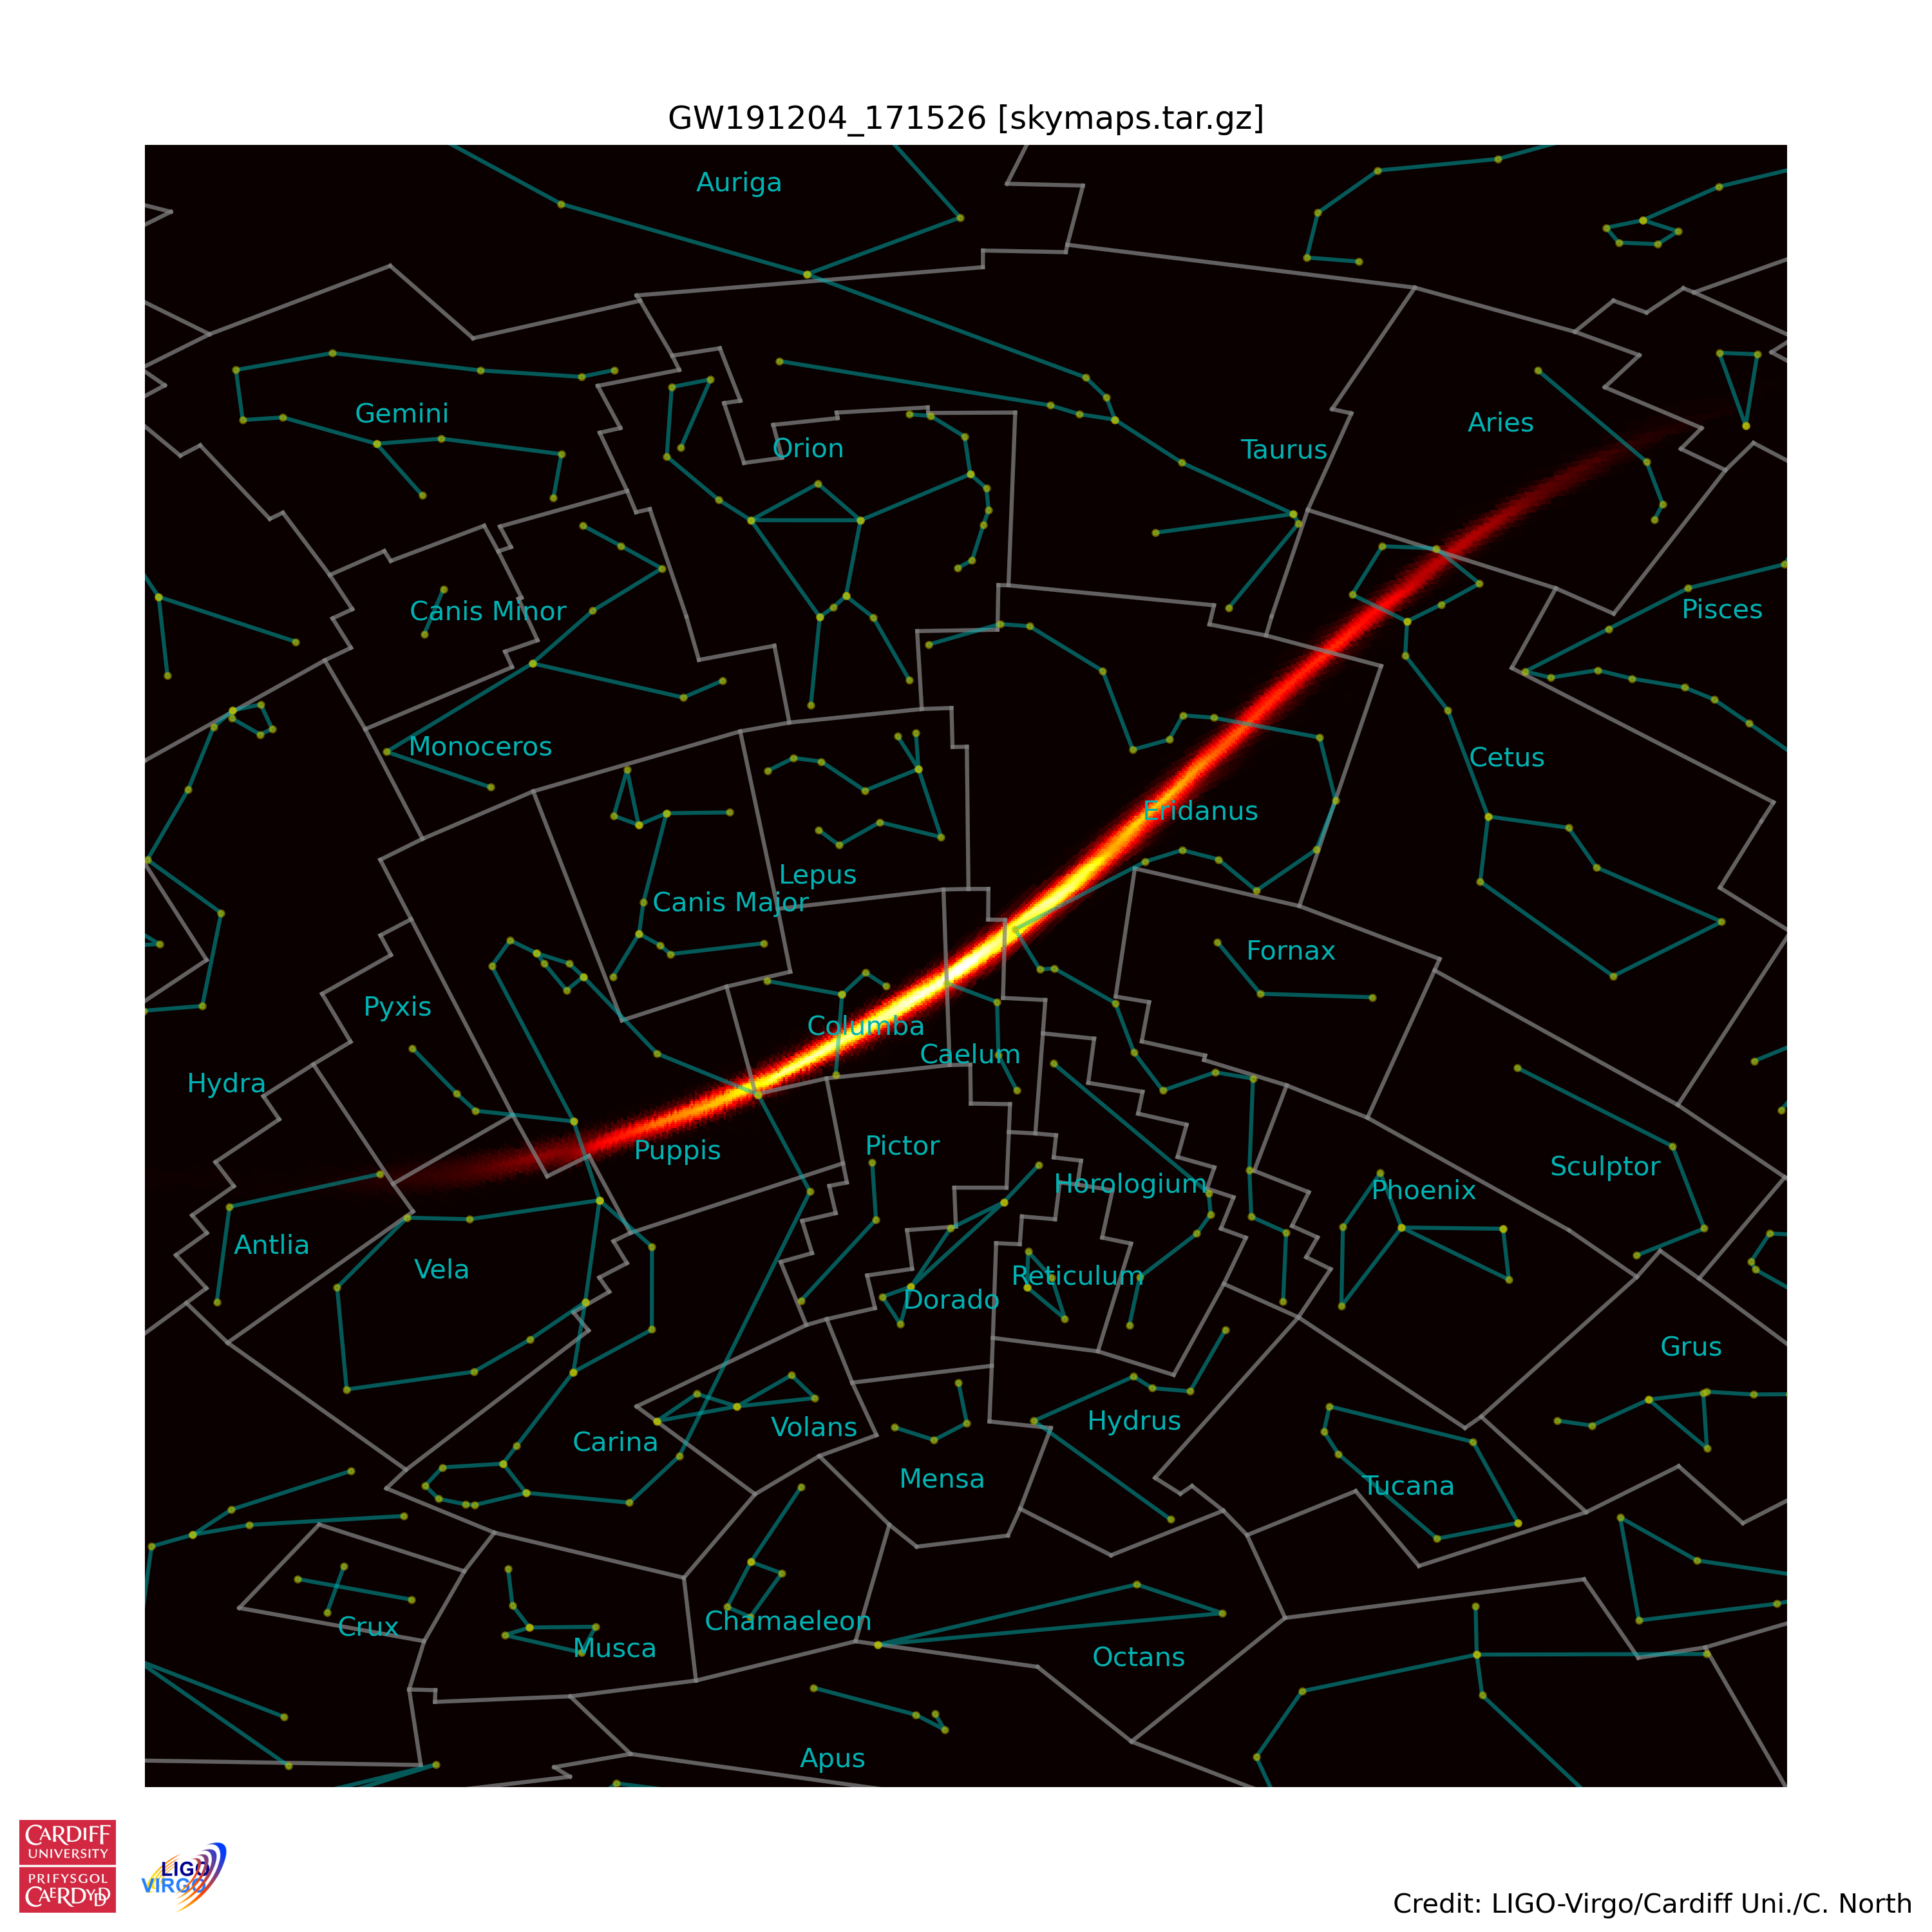 GW191204_171526 [skymaps.tar.gz]
Auriga
Gemini
Orion
Taurus
Aries
Canis Minor
Pisces
Monoceros
Cetus
Eridanus
Lepus
Canis Major
Fornax
Pyxis
Columba
Caelum
Hydra
Puppis
Pictor
Horologium
Phoenix
Sculptor
Antlia
Vela
Reticulum
Dorado
Grus
Carina
Volans
Hydrus
Mensa
Tucana
Crux
Musca
Chamaeleon
Octans
Apus
CARDIFF
UNIVERSITY
PRIFYSGOL
CAERDYDD
LIGO
VIRGO
Credit: LIGO-Virgo/Cardiff Uni./C. North